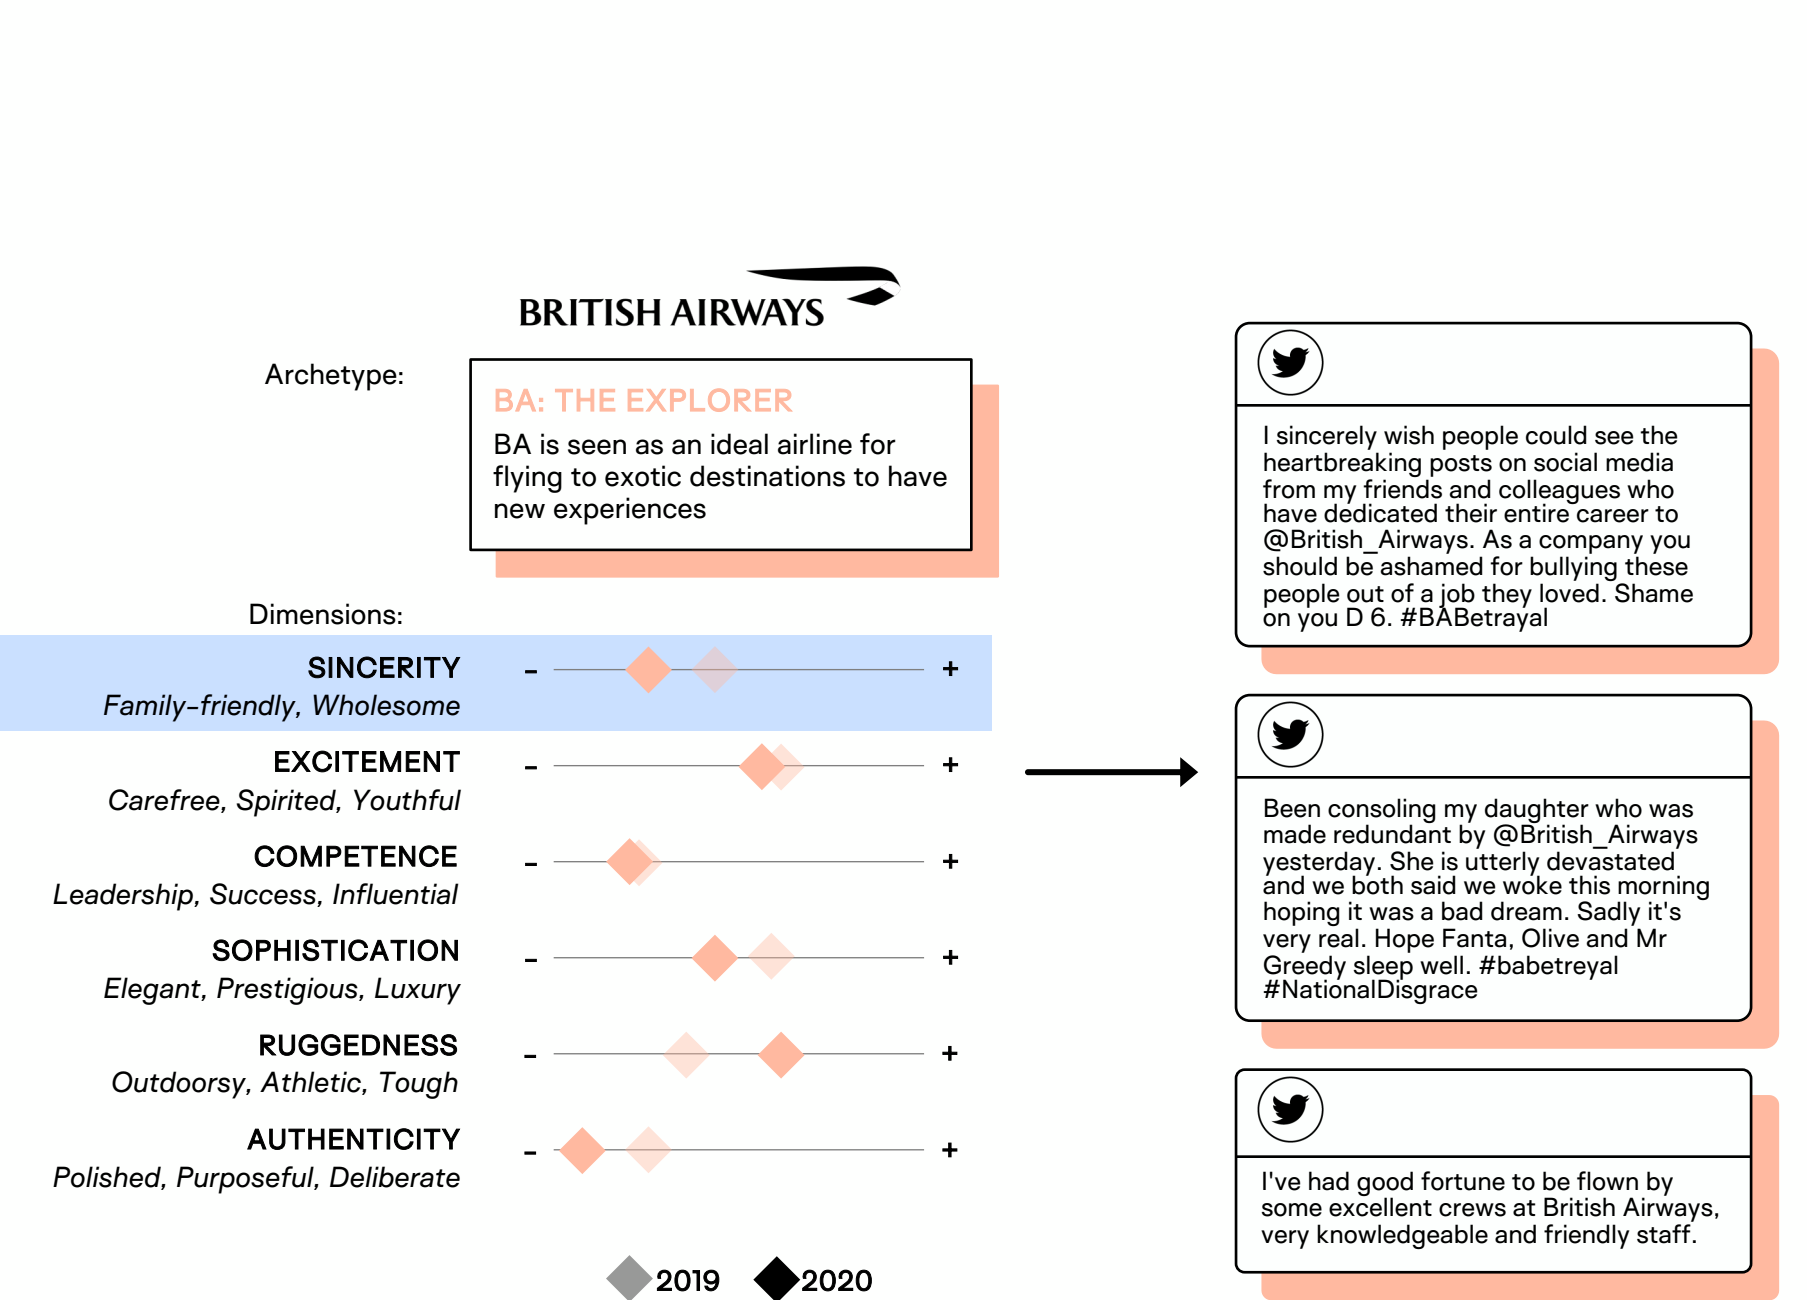 BRITISH AIRWAYS
Archetype:
BA: THE EXPLORER
BA is seen as an ideal airline for
flying to exotic destinations to have
new experiences
Dimensions:
SINCERITY
- +
Family-friendly, Wholesome
EXCITEMENT
- +
Carefree, Spirited, Youthful
COMPETENCE
- +
Leadership, Success, Influential
SOPHISTICATION
- +
Elegant, Prestigious, Luxury
RUGGEDNESS
- +
Outdoorsy, Athletic, Tough
AUTHENTICITY
- +
Polished, Purposeful, Deliberate
2019 2020
I sincerely wish people could see the
heartbreaking posts on social media
from my friends and colleagues who
have dedicated their entire career to
@British_Airways. As a company you
should be ashamed for bullying these
people out of a job they loved. Shame
on you D 6. #BABetrayal
Been consoling my daughter who was
made redundant by @British_Airways
yesterday. She is utterly devastated
and we both said we woke this morning
hoping it was a bad dream. Sadly it's
very real. Hope Fanta, Olive and Mr
Greedy sleep well. #babetreyal
#NationalDisgrace
I've had good fortune to be flown by
some excellent crews at British Airways,
very knowledgeable and friendly staff.